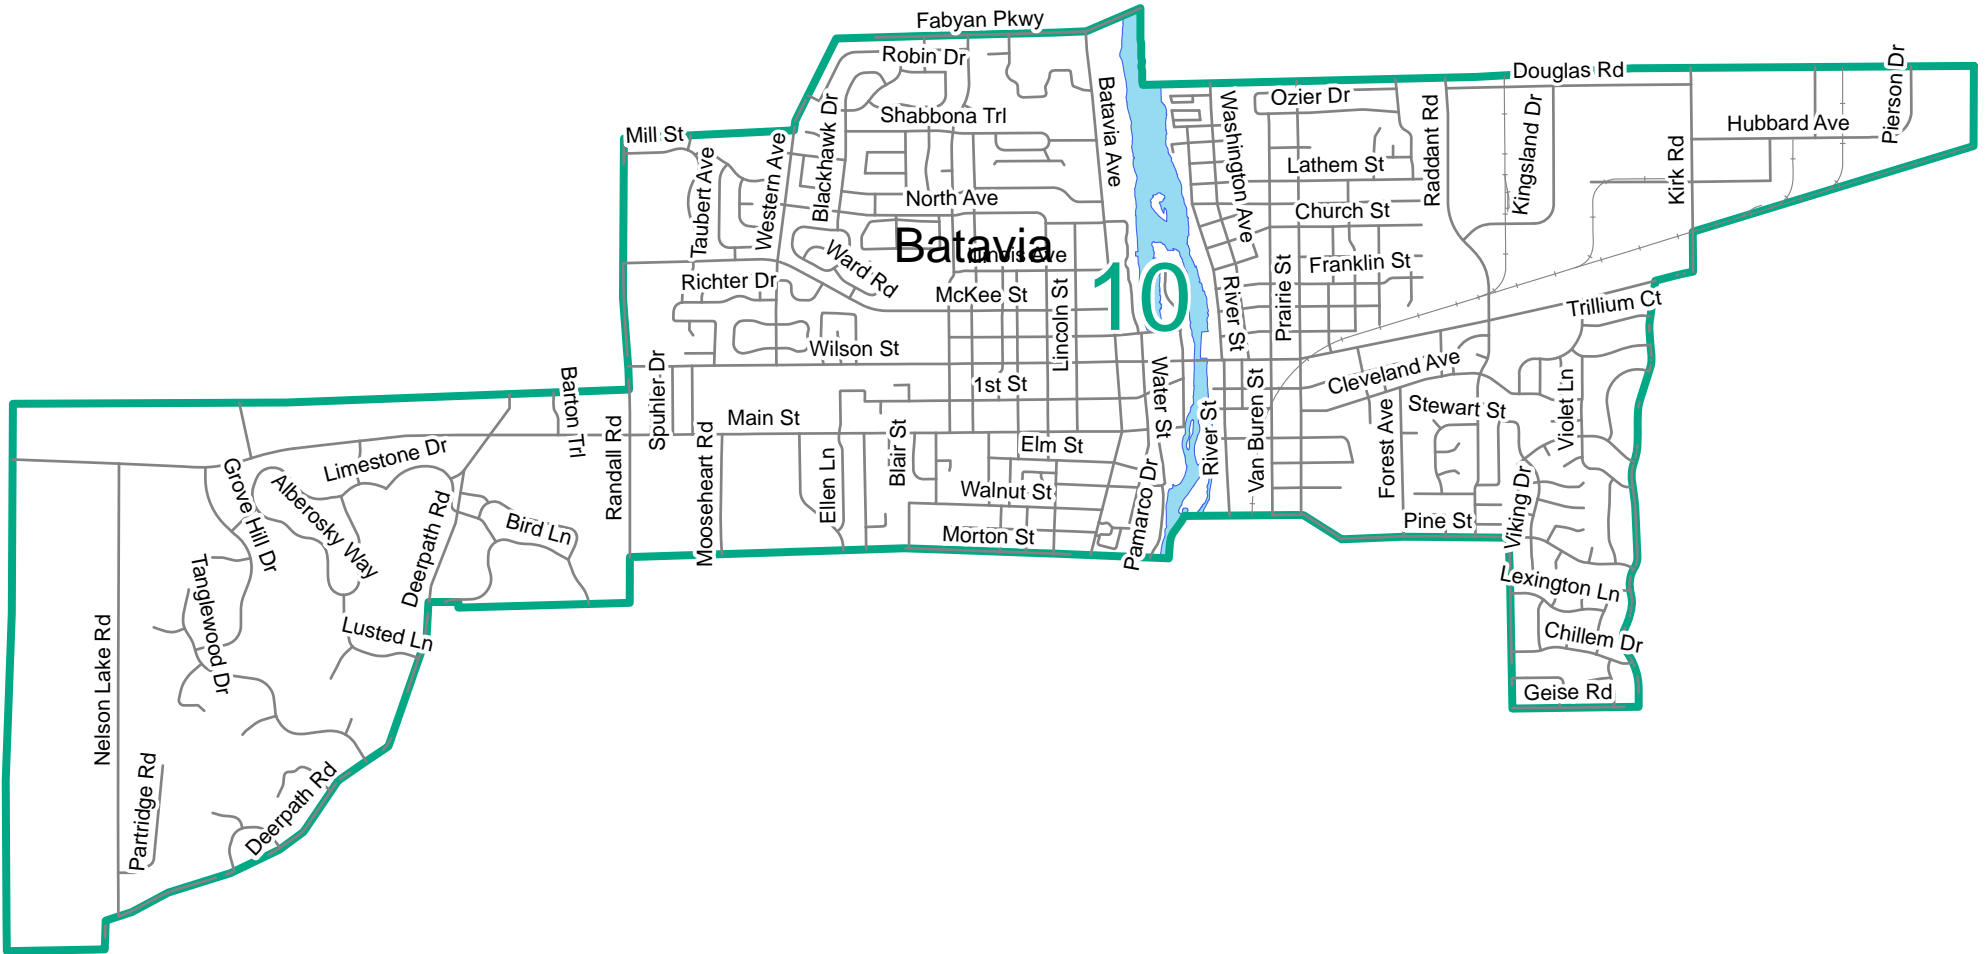 Fabyan Pkwy
Robin Dr
Douglas Rd
Pierson Dr
Mill St
Shabbona Trl
Batavia Ave
Washington Ave
Ozier Dr
Raddant Rd
Kingsland Dr
Hubbard Ave
Kirk Rd
Taubert Ave
Western Ave
Blackhawk Dr
North Ave
Lathem St
Church St
Batavia
Illinois Ave
Ward Rd
Richter Dr
McKee St
Lincoln St
10
River St
Prairie St
Franklin St
Trillium Ct
Wilson St
Spuhler Dr
Barton Trl
1st St
Water St
Cleveland Ave
Violet Ln
Main St
Stewart St
Forest Ave
Van Buren St
River St
Randall Rd
Mooseheart Rd
Ellen Ln
Blair St
Elm St
Walnut St
Morton St
Pamarco Dr
Pine St
Viking Dr
Limestone Dr
Grove Hill Dr
Alberosky Way
Deerpath Rd
Bird Ln
Tanglewood Dr
Lusted Ln
Lexington Ln
Chillem Dr
Geise Rd
Nelson Lake Rd
Partridge Rd
Deerpath Rd